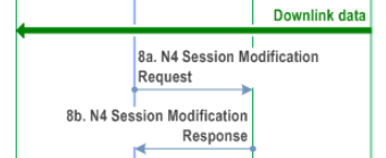 Downlink data
8a. N4 Session Modification
Request
8b. N4 Session Modification
Response